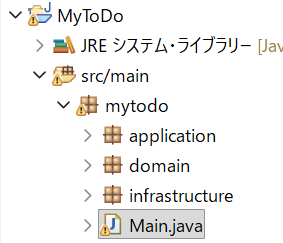 MyToDo
JRE システム・ライブラリー [Jav
src/main
mytodo
application
domain
infrastructure
Main.java